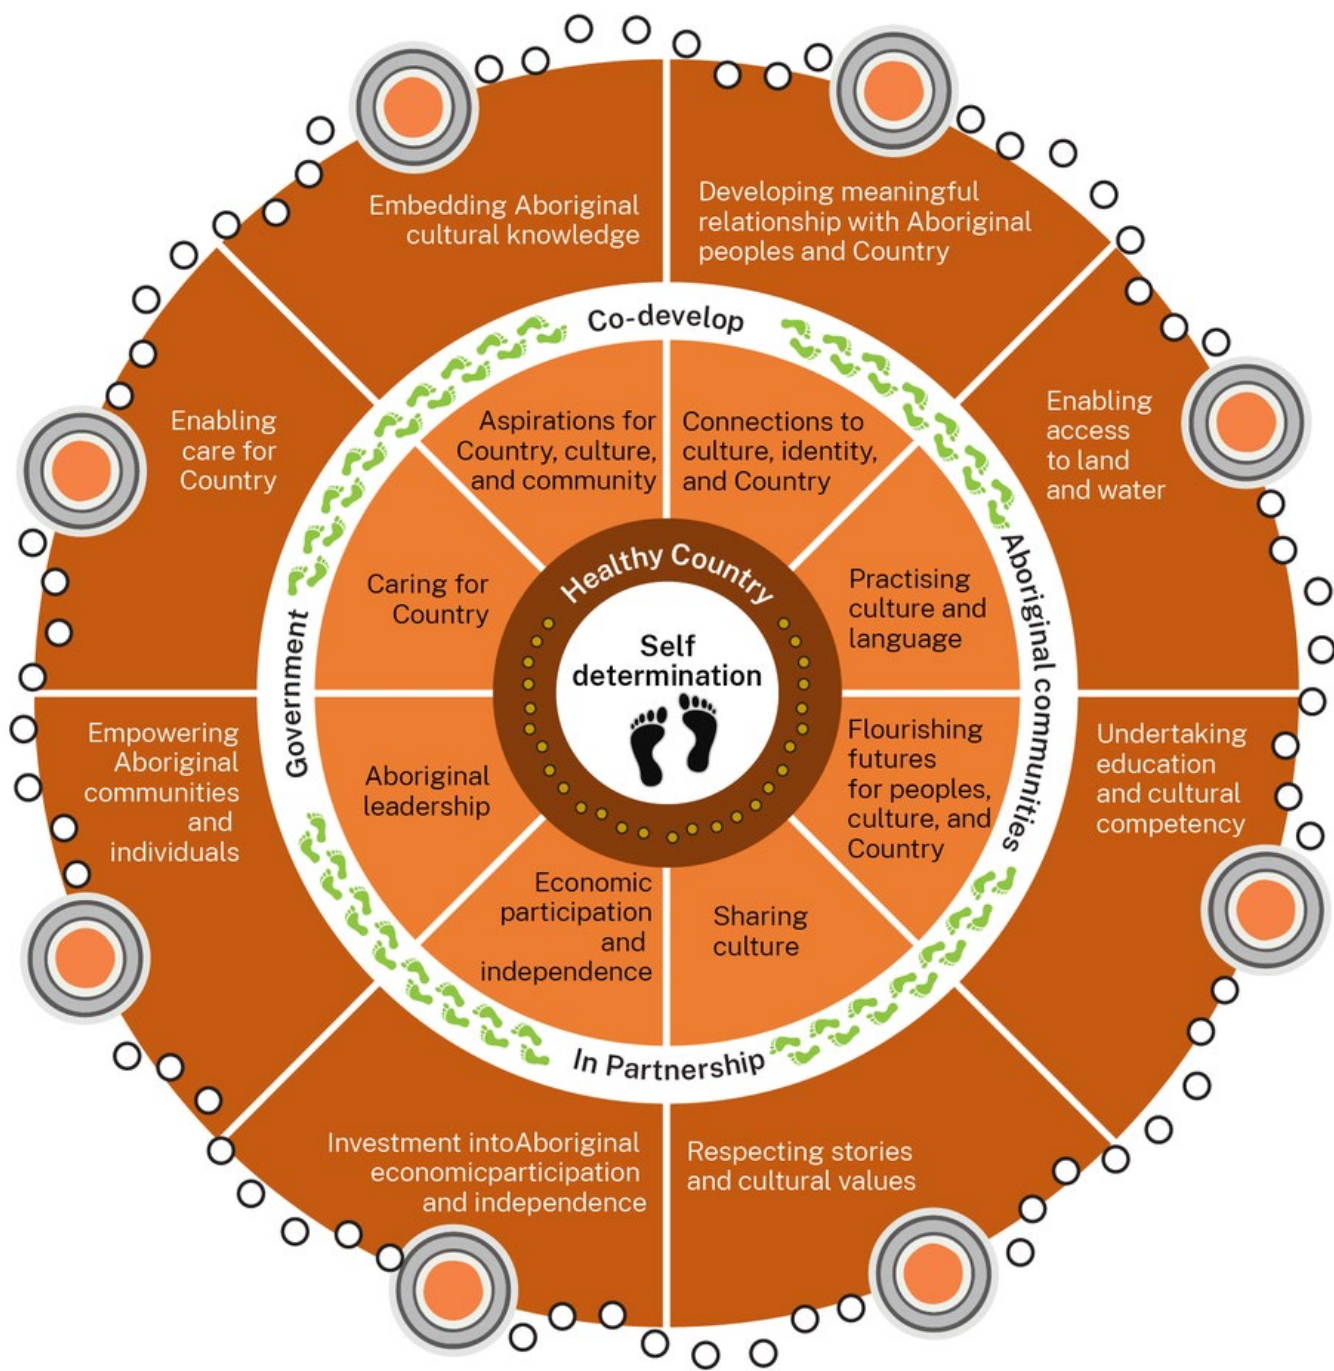 Embedding Aboriginal
cultural knowledge
Developing meaningful
relationship with Aboriginal
peoples and Country
Enabling
access
to land
and water
Undertaking
education
and cultural
competency
Respecting stories
and cultural values
Investment intoAboriginal
economicparticipation
and independence
Empowering
Aboriginal
communities
and
individuals
Enabling
care for
Country
Co-develop
Aboriginal communities
In Partnership
Government
Aspirations for
Country, culture,
and community
Connections to
culture, identity,
and Country
Practising
culture and
language
Flourishing
futures
for peoples,
culture, and
Country
Sharing
culture
Economic
participation
and
independence
Aboriginal
leadership
Caring for
Country
Healthy Country
Self
determination